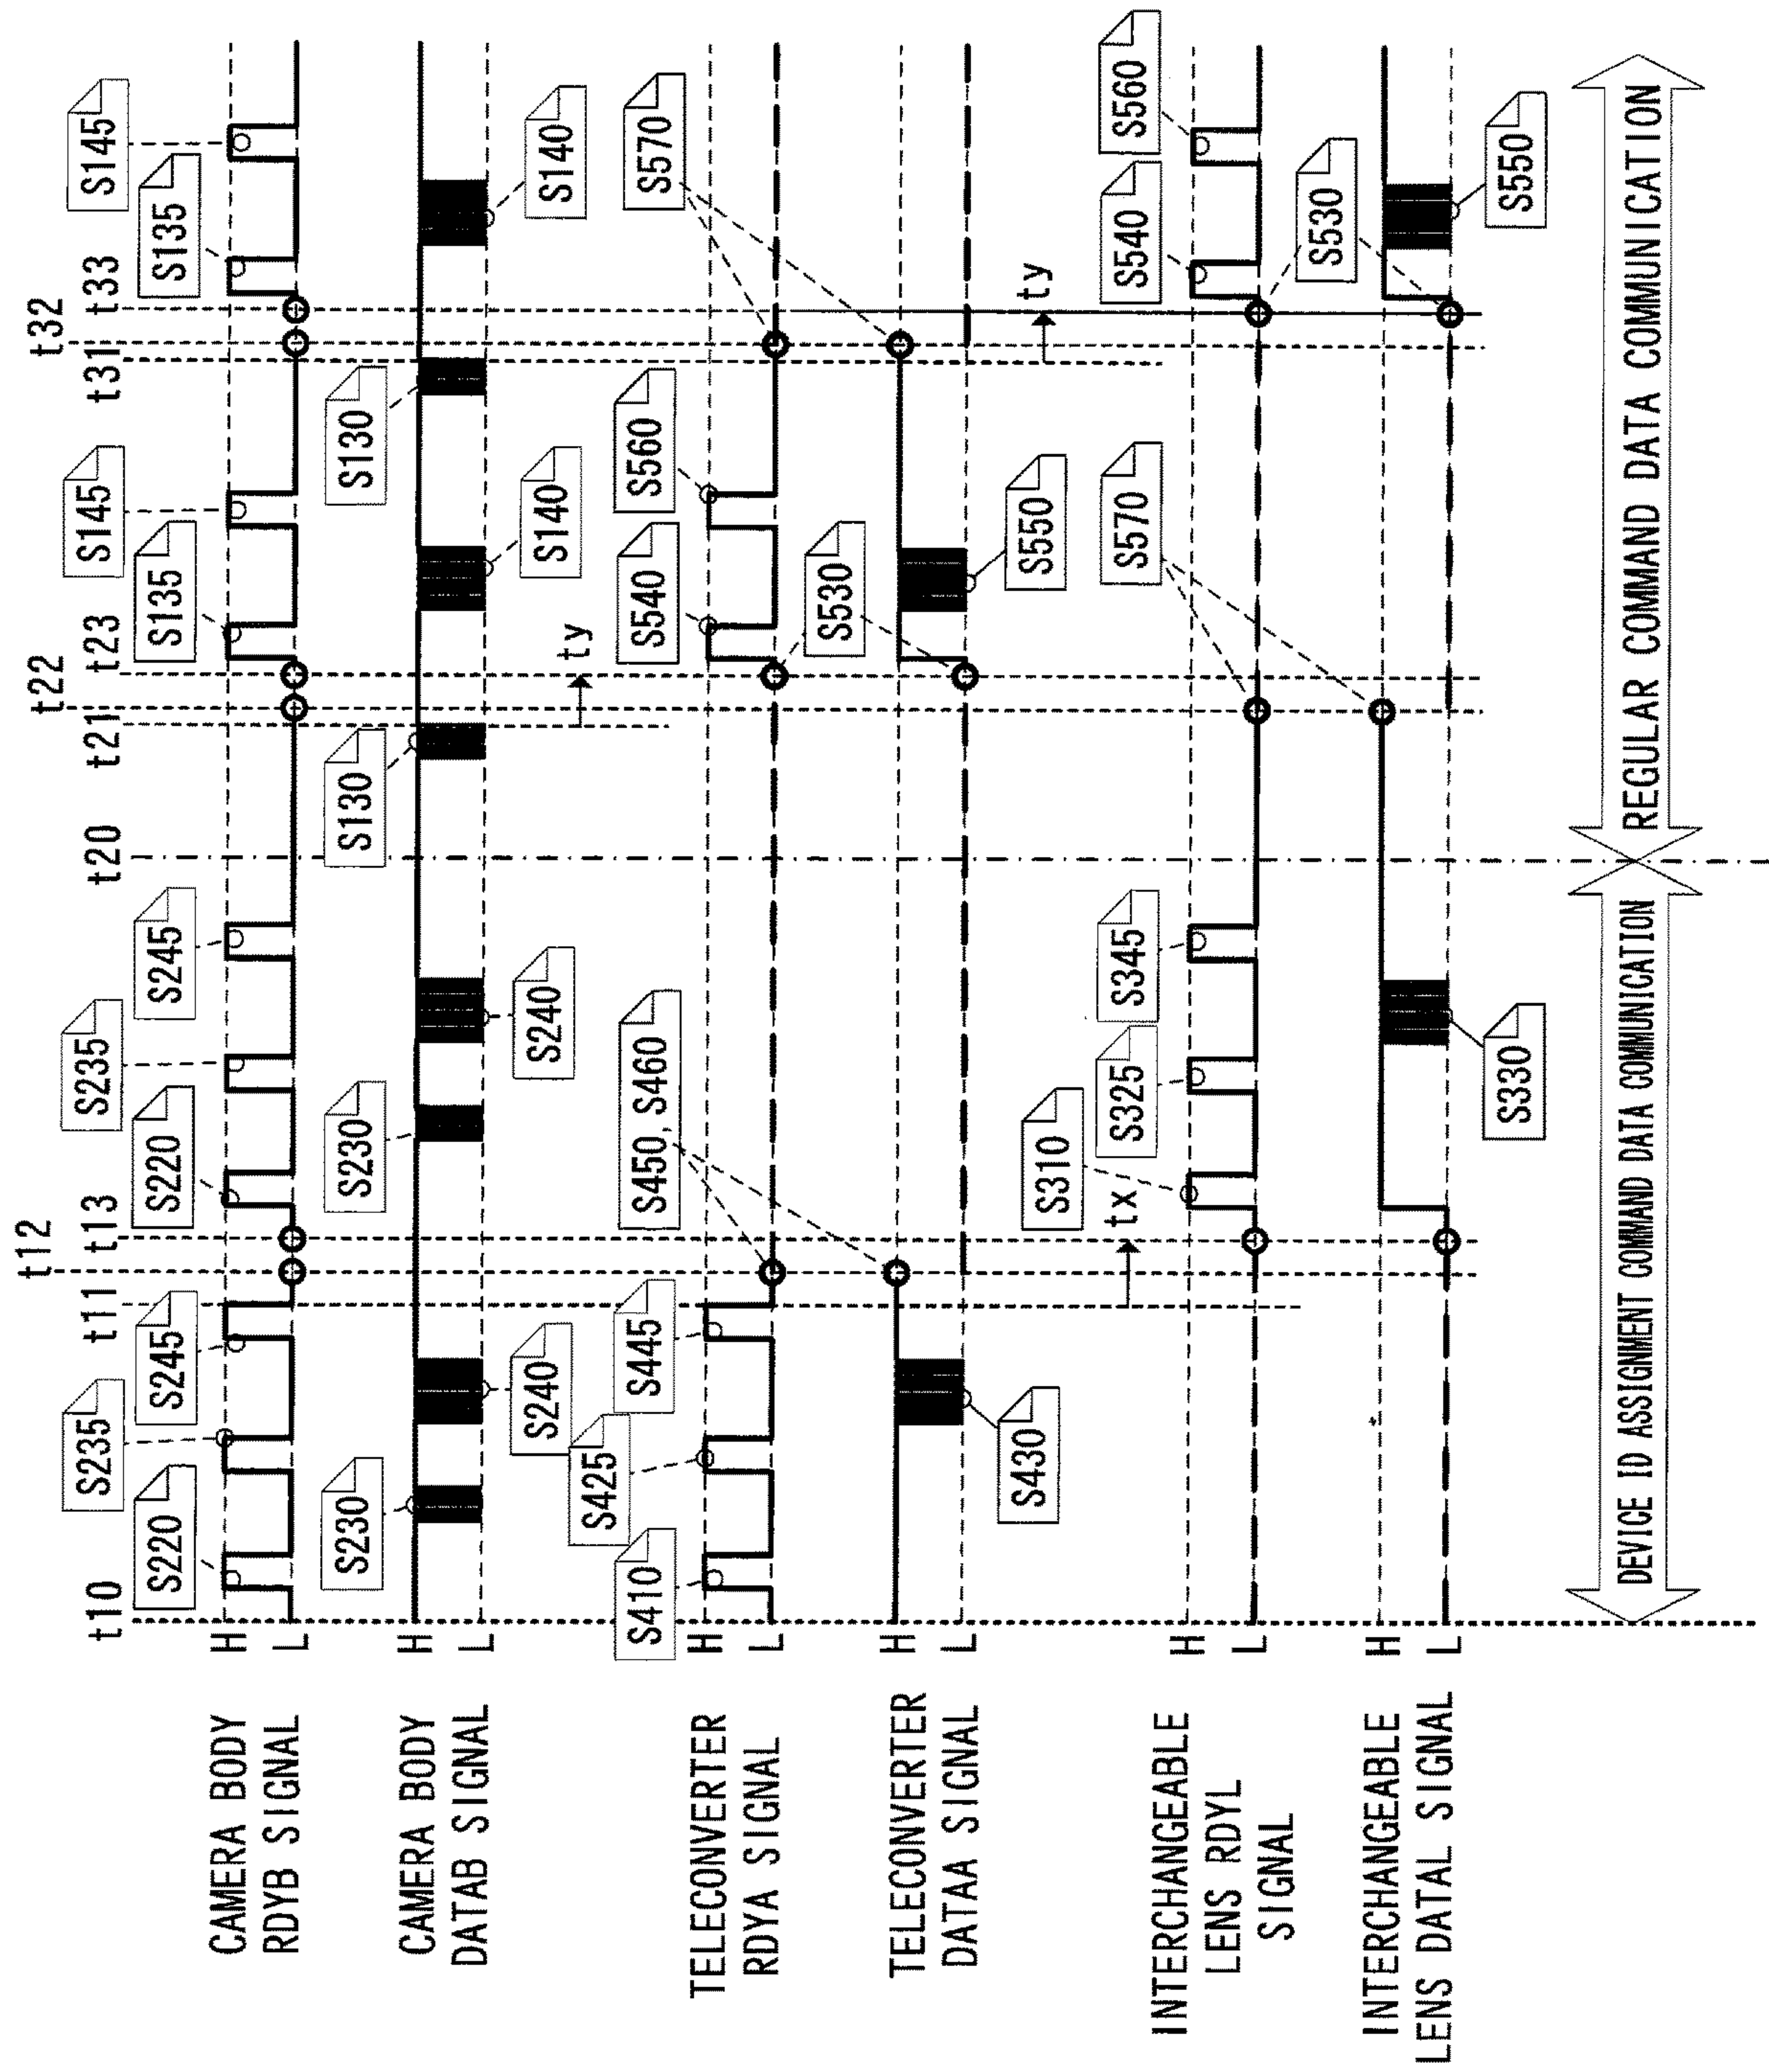 t10
t11
t12
t13
t20
t21
t22
t23
t31
t32
t33
CAMERA BODY
RDYB SIGNAL
H
L
S220
S235
S245
S220
S235
S245
S135
S145
S135
S145
CAMERA BODY
DATAB SIGNAL
H
L
S230
S240
S230
S240
S130
S140
S130
S140
ty
TELECONVERTER
RDYA SIGNAL
H
L
S410
S425
S445
S450, S460
S540
S560
S570
TELECONVERTER
DATAA SIGNAL
H
L
S430
S530
S550
ty
tx
INTERCHANGEABLE
LENS RDYL
SIGNAL
H
L
S310
S325
S345
S570
S540
S560
INTERCHANGEABLE
LENS DATAL SIGNAL
H
L
S330
S530
S550
DEVICE ID ASSIGNMENT COMMAND DATA COMMUNICATION
REGULAR COMMAND DATA COMMUNICATION